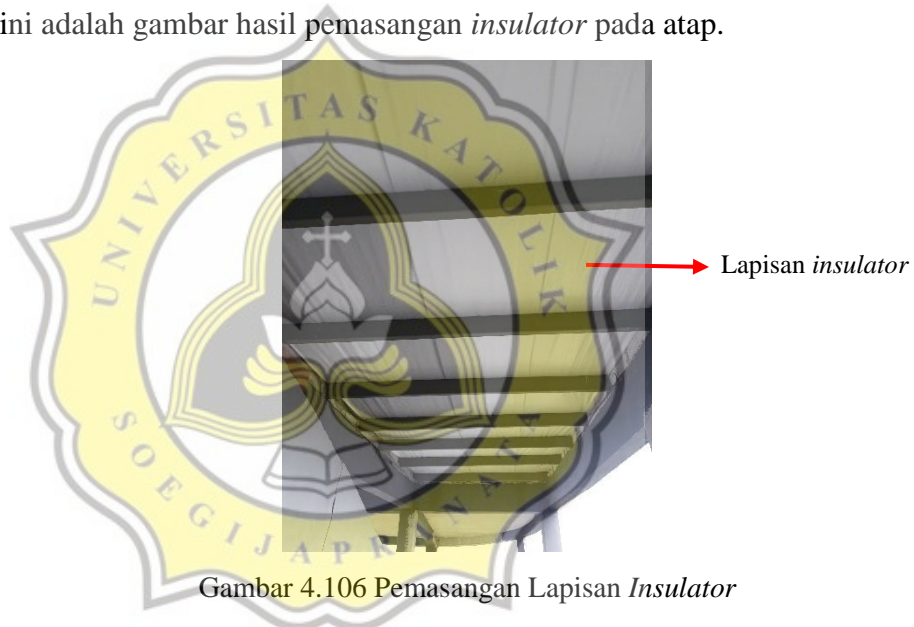 ini adalah gambar hasil pemasangan insulator pada atap.
UNIVERSITAS KATOLIK
SOEGIJAPRANATA
Lapisan insulator
Gambar 4.106 Pemasangan Lapisan Insulator